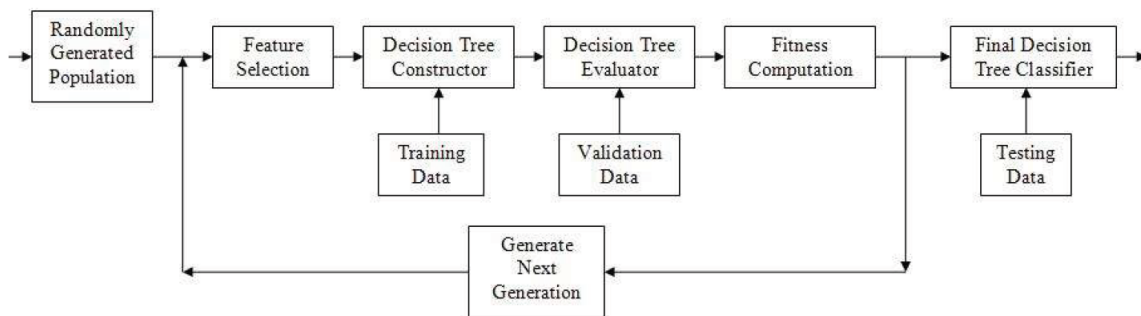 Randomly
Generated
Population
Feature
Selection
Decision Tree
Constructor
Decision Tree
Evaluator
Fitness
Computation
Final Decision
Tree Classifier
Training
Data
Validation
Data
Testing
Data
Generate
Next
Generation